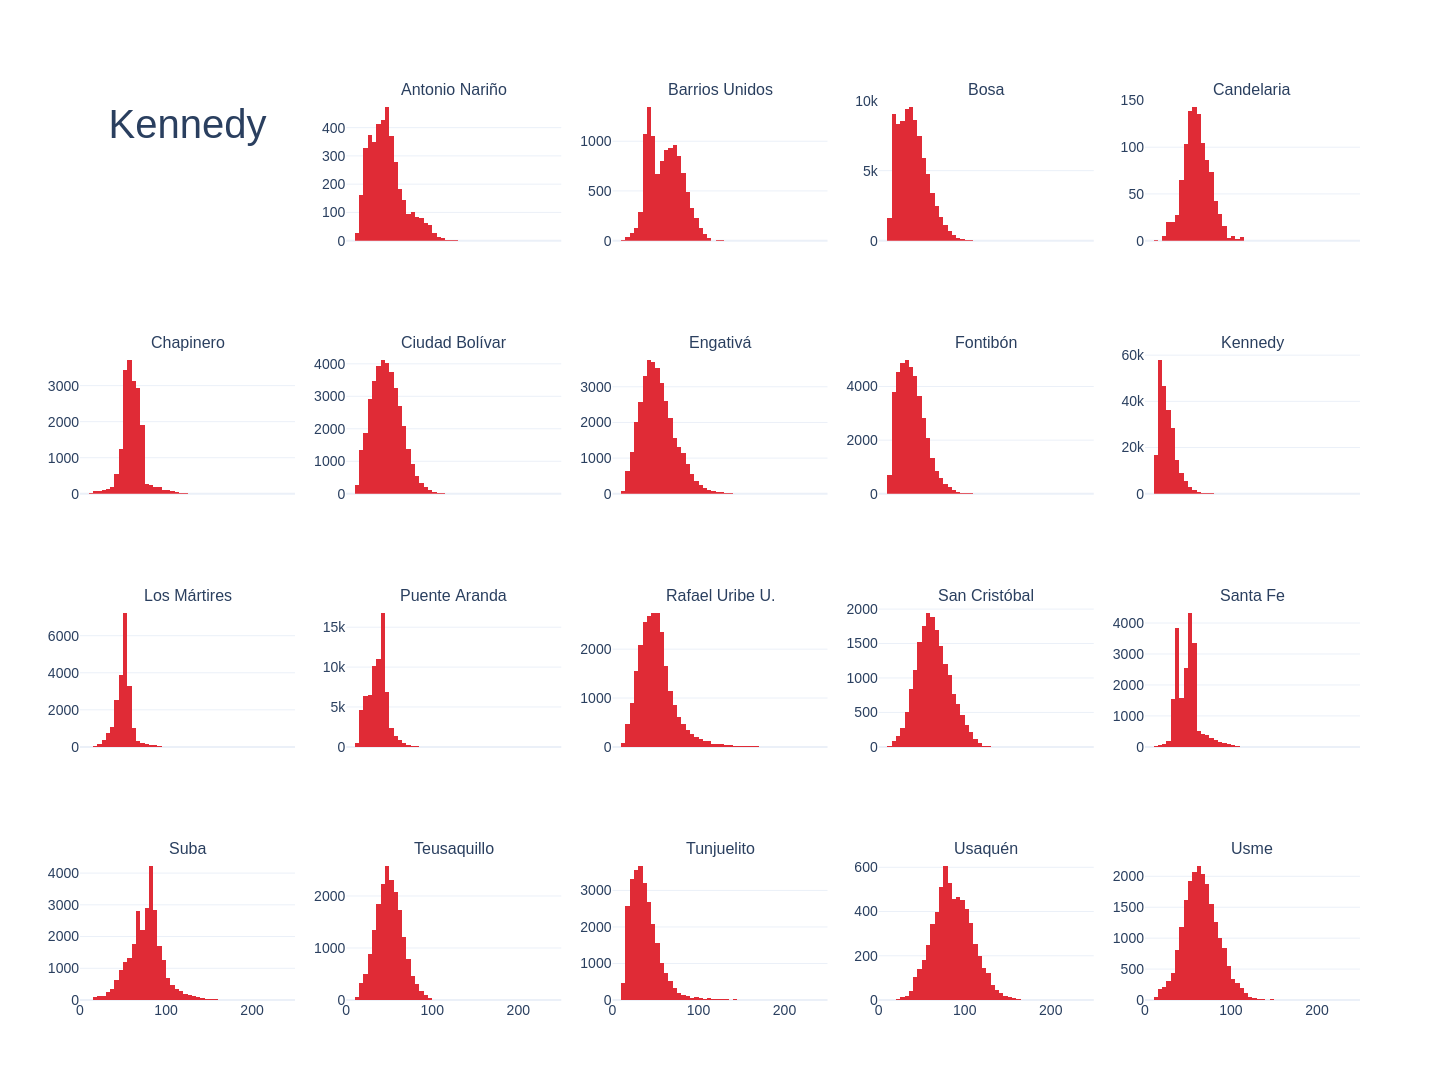 Kennedy
Antonio Nariño
Barrios Unidos
Bosa
Candelaria
400
300
200
100
0
1000
500
0
10k
5k
0
150
100
50
0
Chapinero
Ciudad Bolívar
Engativá
Fontibón
Kennedy
3000
2000
1000
0
4000
3000
2000
1000
0
3000
2000
1000
0
4000
2000
0
60k
40k
20k
0
Los Mártires
Puente Aranda
Rafael Uribe U.
San Cristóbal
Santa Fe
6000
4000
2000
0
15k
10k
5k
0
2000
1000
0
2000
1500
1000
500
0
4000
3000
2000
1000
0
Suba
Teusaquillo
Tunjuelito
Usaquén
Usme
4000
3000
2000
1000
0
2000
1000
0
3000
2000
1000
0
600
400
200
0
2000
1500
1000
500
0
0 100 200
0 100 200
0 100 200
0 100 200
0 100 200